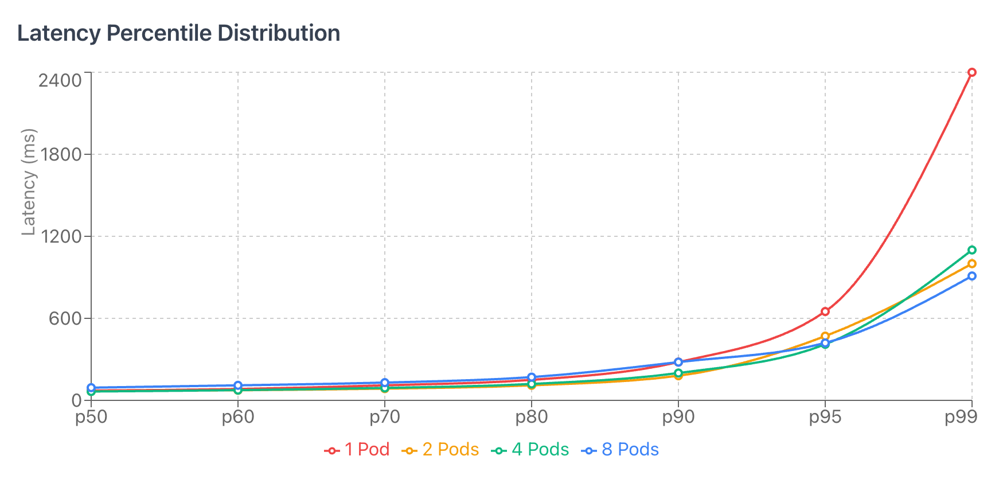 Latency Percentile Distribution
2400
1800
1200
600
0
Latency (ms)
p50 p60 p70 p80 p90 p95 p99
1 Pod 2 Pods 4 Pods 8 Pods